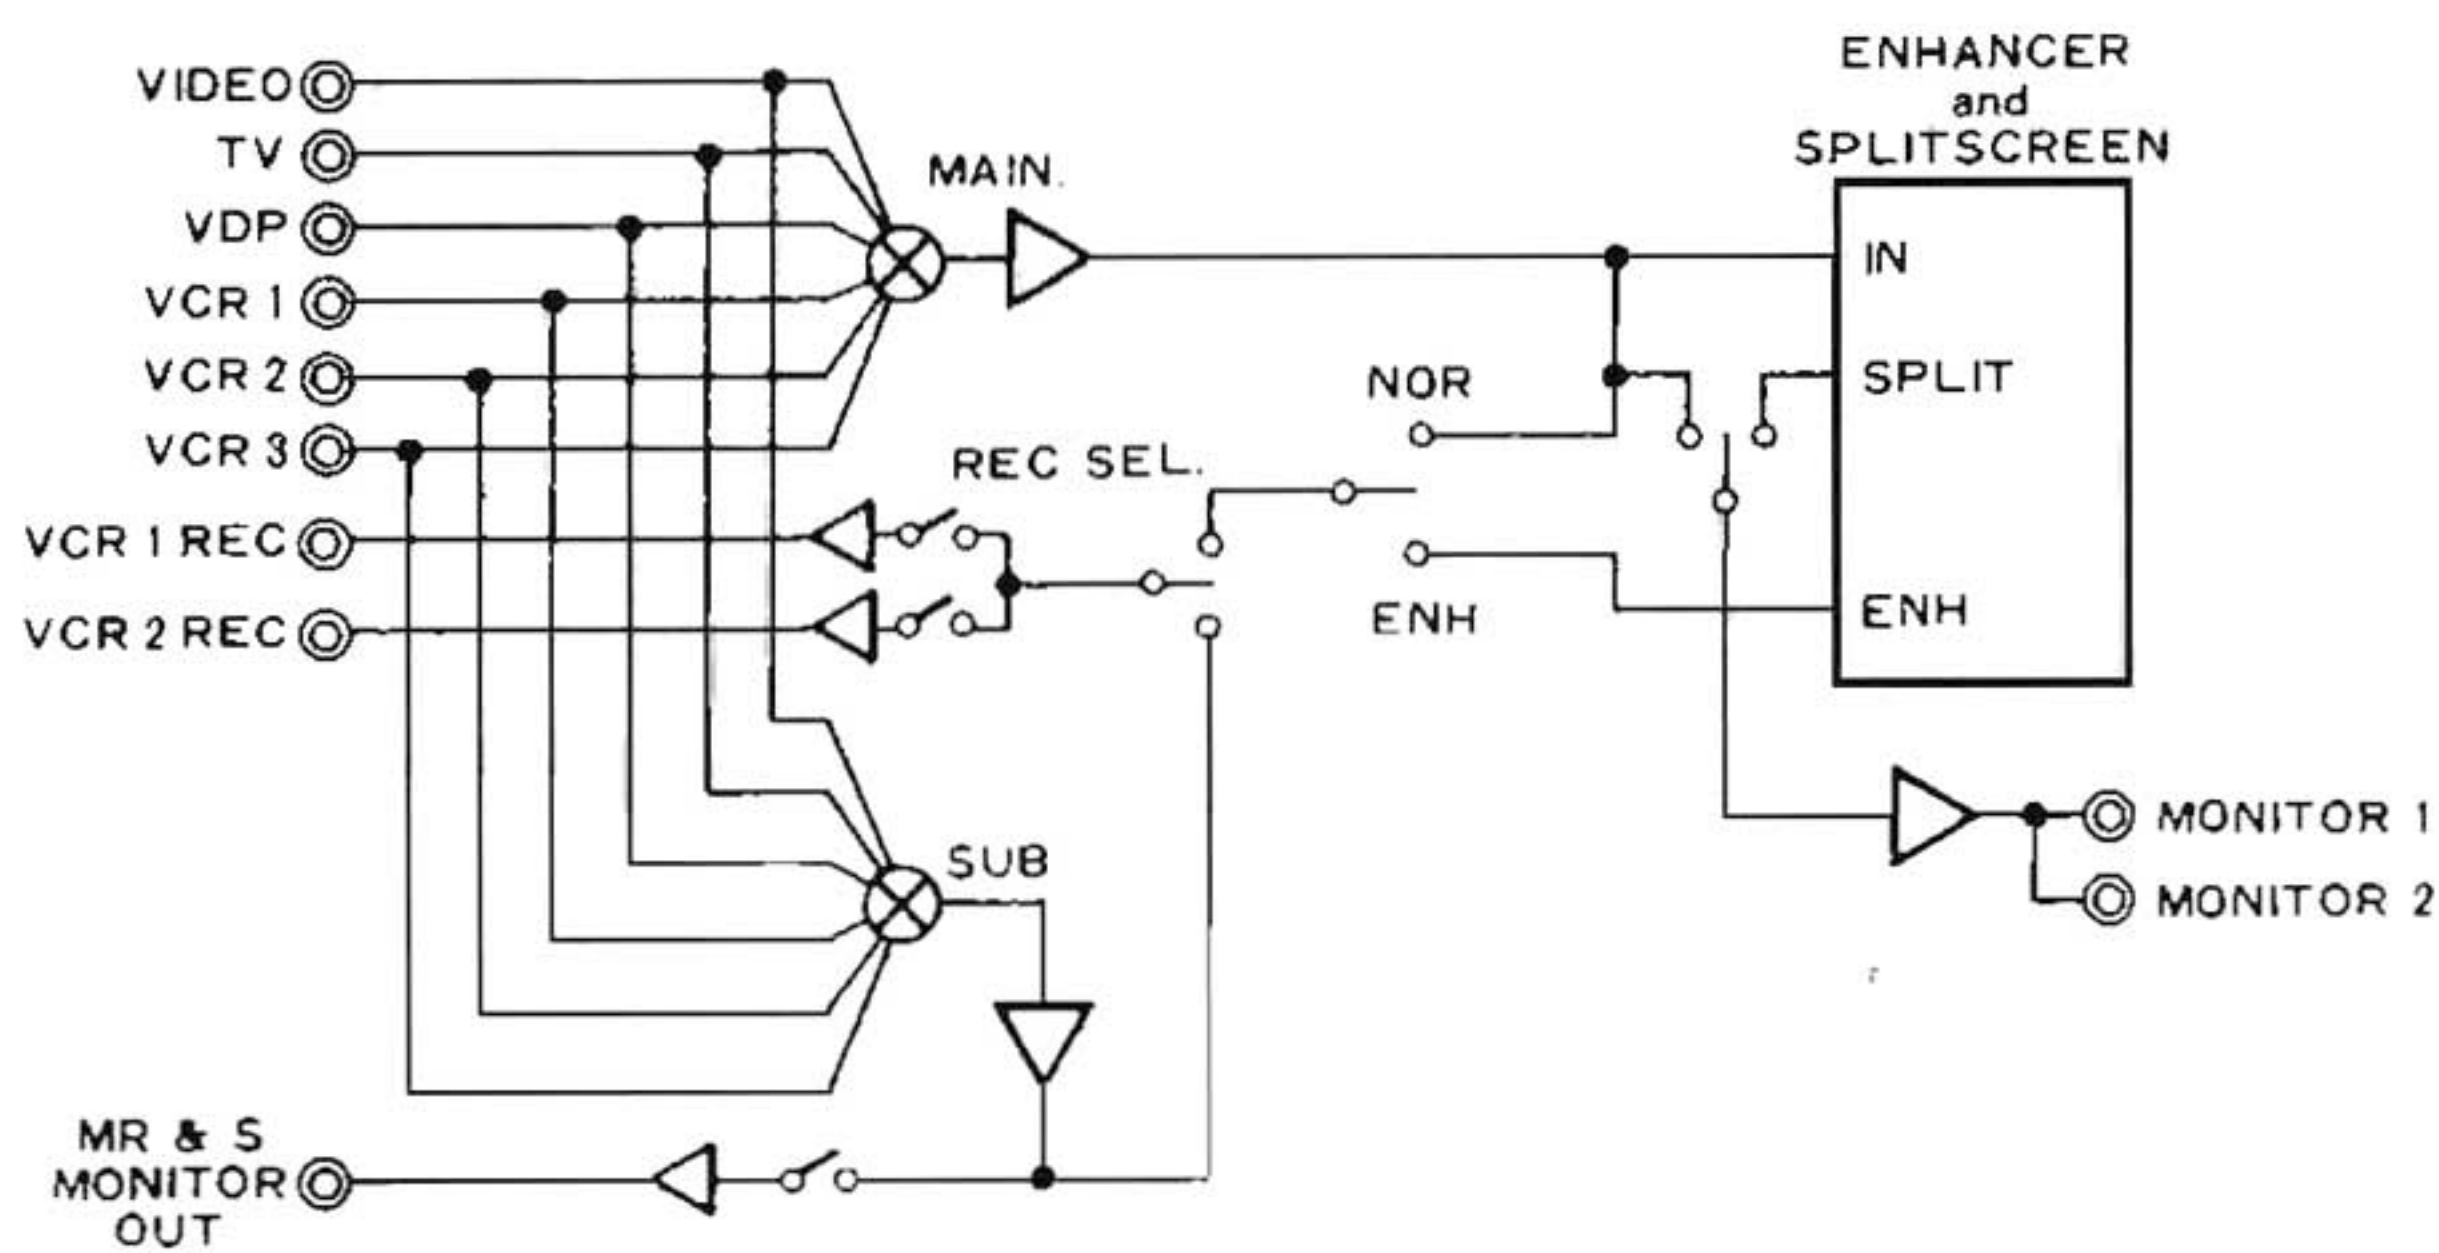 VIDEO
TV
VDP
VCR 1
VCR 2
VCR 3
VCR 1 REC
VCR 2 REC
MAIN.
REC SEL.
NOR
ENH
ENHANCER
and
SPLITSCREEN
IN
SPLIT
ENH
MONITOR 1
MONITOR 2
SUB
MR & S
MONITOR
OUT